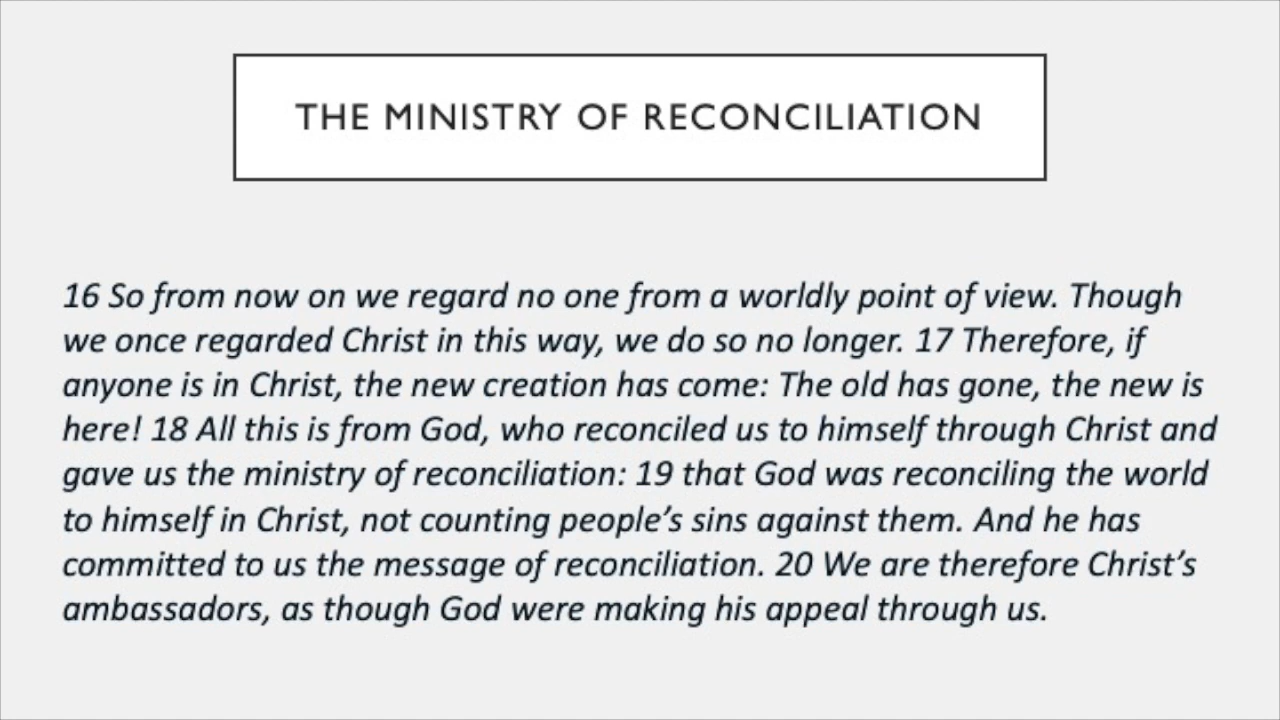 THE MINISTRY OF RECONCILIATION
16 So from now on we regard no one from a worldly point of view. Though
we once regarded Christ in this way, we do so no longer. 17 Therefore, if
anyone is in Christ, the new creation has come: The old has gone, the new is
here! 18 All this is from God, who reconciled us to himself through Christ and
gave us the ministry of reconciliation: 19 that God was reconciling the world
to himself in Christ, not counting people’s sins against them. And he has
committed to us the message of reconciliation. 20 We are therefore Christ’s
ambassadors, as though God were making his appeal through us.